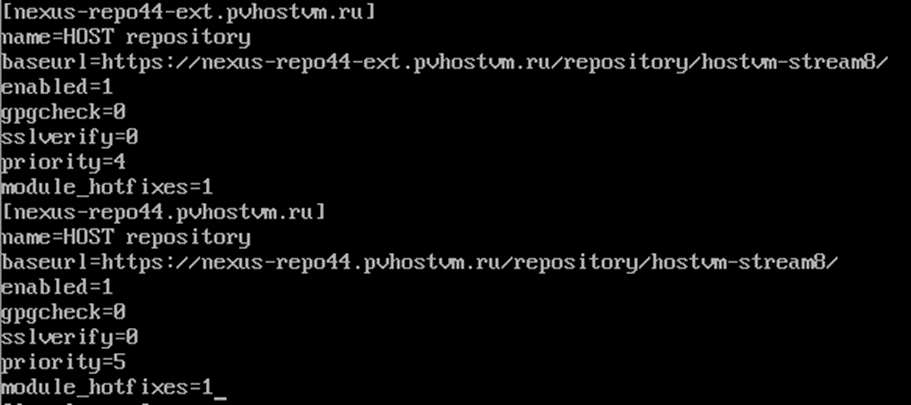 [nexus-repo44-ext.pvhostvm.ru]
name=HOST repository
baseurl=https://nexus-repo44-ext.pvhostvm.ru/repository/hostvm-stream8/
enabled=1
gpgcheck=0
sslverify=0
priority=4
module_hotfixes=1
[nexus-repo44.pvhostvm.ru]
name=HOST repository
baseurl=https://nexus-repo44.pvhostvm.ru/repository/hostvm-stream8/
enabled=1
gpgcheck=0
sslverify=0
priority=5
module_hotfixes=1_